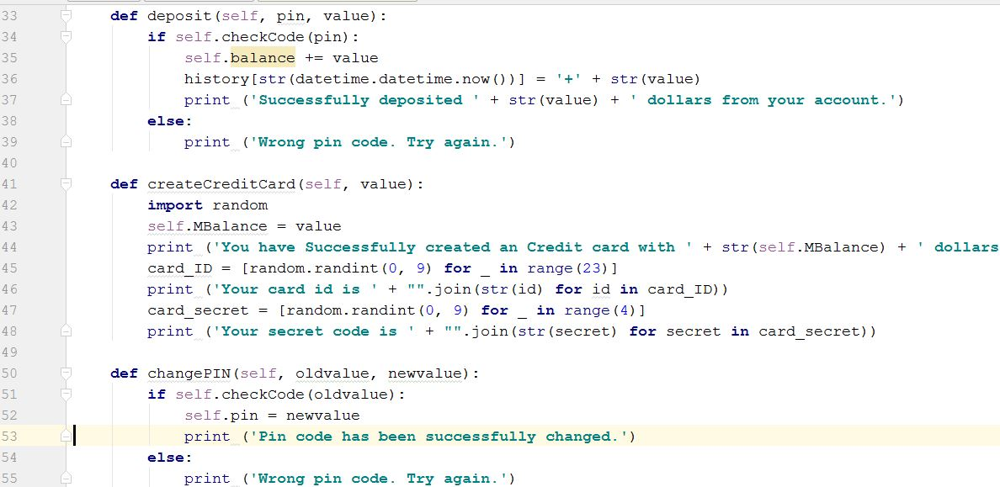 33 def deposit(self, pin, value):
34 if self.checkCode(pin):
35 self.balance += value
36 history[str(datetime.datetime.now())] = '+' + str(value)
37 print ('Successfully deposited ' + str(value) + ' dollars from your account.')
38 else:
39 print ('Wrong pin code. Try again.')
40
41 def createCreditCard(self, value):
42 import random
43 self.MBalance = value
44 print ('You have Successfully created an Credit card with ' + str(self.MBalance) + ' dollars
45 card_ID = [random.randint(0, 9) for _ in range(23)]
46 print ('Your card id is ' + "".join(str(id) for id in card_ID))
47 card_secret = [random.randint(0, 9) for _ in range(4)]
48 print ('Your secret code is ' + "".join(str(secret) for secret in card_secret))
49
50 def changePIN(self, oldvalue, newvalue):
51 if self.checkCode(oldvalue):
52 self.pin = newvalue
53 print ('Pin code has been successfully changed.')
54 else:
55 print ('Wrong pin code. Try again.')